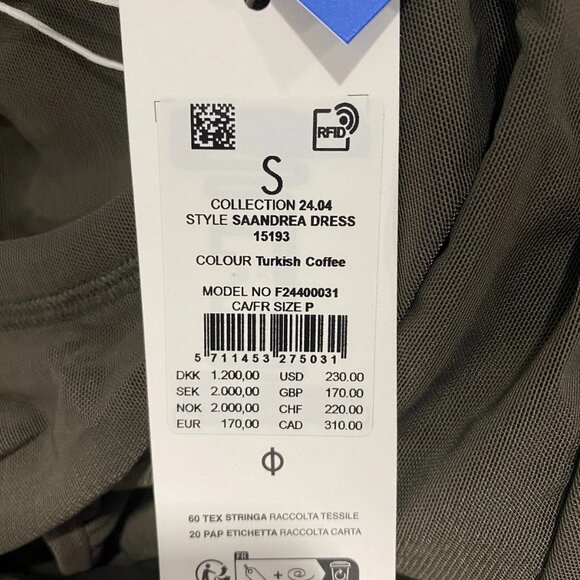 RFID
S
COLLECTION 24.04
STYLE SAANDREA DRESS
15193
COLOUR Turkish Coffee
MODEL NO F24400031
CA/FR SIZE P
5 711453 275031
DKK 1.200,00 USD 230.00
SEK 2.000,00 GBP 170.00
NOK 2.000,00 CHF 220.00
EUR 170,00 CAD 310.00
60 TEX STRINGA RACCOLTA TESSILE
20 PAP ETICHETTA RACCOLTA CARTA
FR